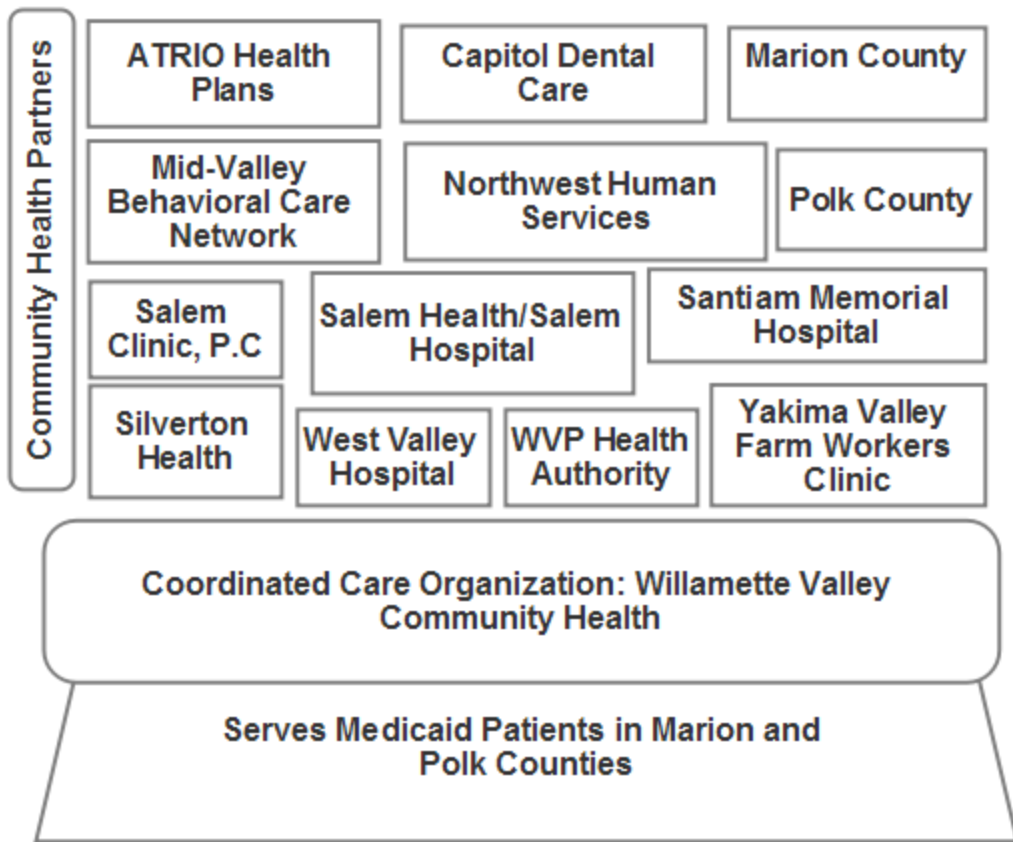 Community Health Partners
ATRIO Health
Plans
Capitol Dental
Care
Marion County
Mid-Valley
Behavioral Care
Network
Northwest Human
Services
Polk County
Salem
Clinic, P.C
Salem Health/Salem
Hospital
Santiam Memorial
Hospital
Silverton
Health
West Valley
Hospital
WVP Health
Authority
Yakima Valley
Farm Workers
Clinic
Coordinated Care Organization: Willamette Valley
Community Health
Serves Medicaid Patients in Marion and
Polk Counties